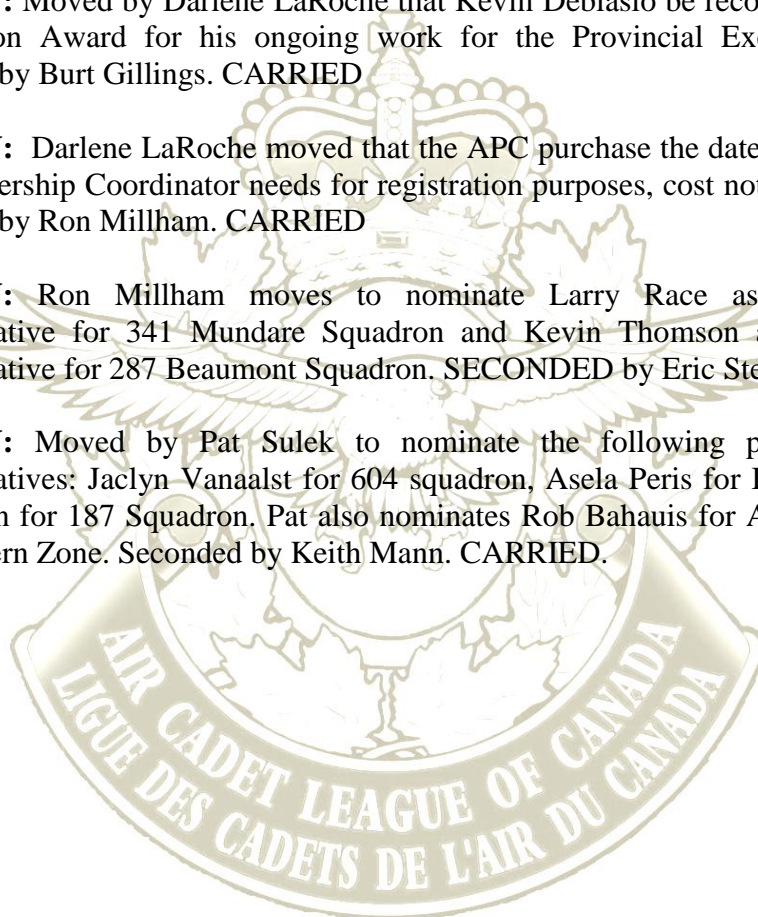 : Moved by Darlene LaRoche that Kevin Debiasio be reco
on Award for his ongoing work for the Provincial Exe
by Burt Gillings. CARRIED
: Darlene LaRoche moved that the APC purchase the date
ership Coordinator needs for registration purposes, cost not
by Ron Millham. CARRIED
: Ron Millham moves to nominate Larry Race as
ative for 341 Mundare Squadron and Kevin Thomson a
ative for 287 Beaumont Squadron. SECONDED by Eric Ste
: Moved by Pat Sulek to nominate the following p
atives: Jaclyn Vanaalst for 604 squadron, Asela Peris for
n for 187 Squadron. Pat also nominates Rob Bahauis for A
ern Zone. Seconded by Keith Mann. CARRIED.
AIR CADET LEAGUE OF CANADA
LIGUE DES CADETS DE L'AIR DU CANADA